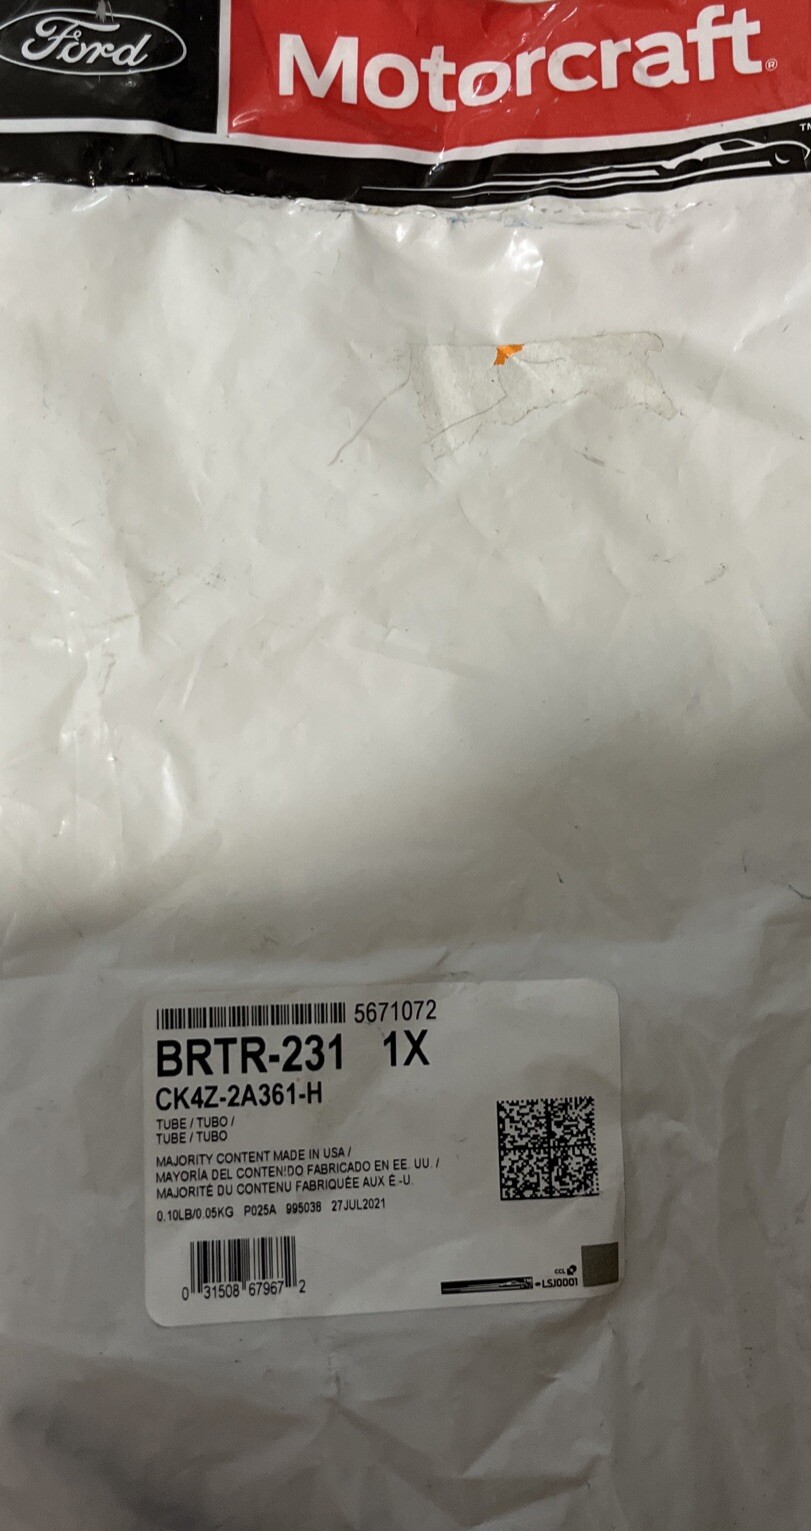 Ford
Motorcraft®
TM
5671072
BRTR-231 1X
CK4Z-2A361-H
TUBE / TUBO /
TUBE / TUBO
MAJORITY CONTENT MADE IN USA /
MAYORÍA DEL CONTENIDO FABRICADO EN EE. UU. /
MAJORITÉ DU CONTENU FABRIQUÉE AUX É.-U.
0.10LB/0.05KG P025A 995038 27JUL2021
0 31508 67967 2
CCL
LSJ0001